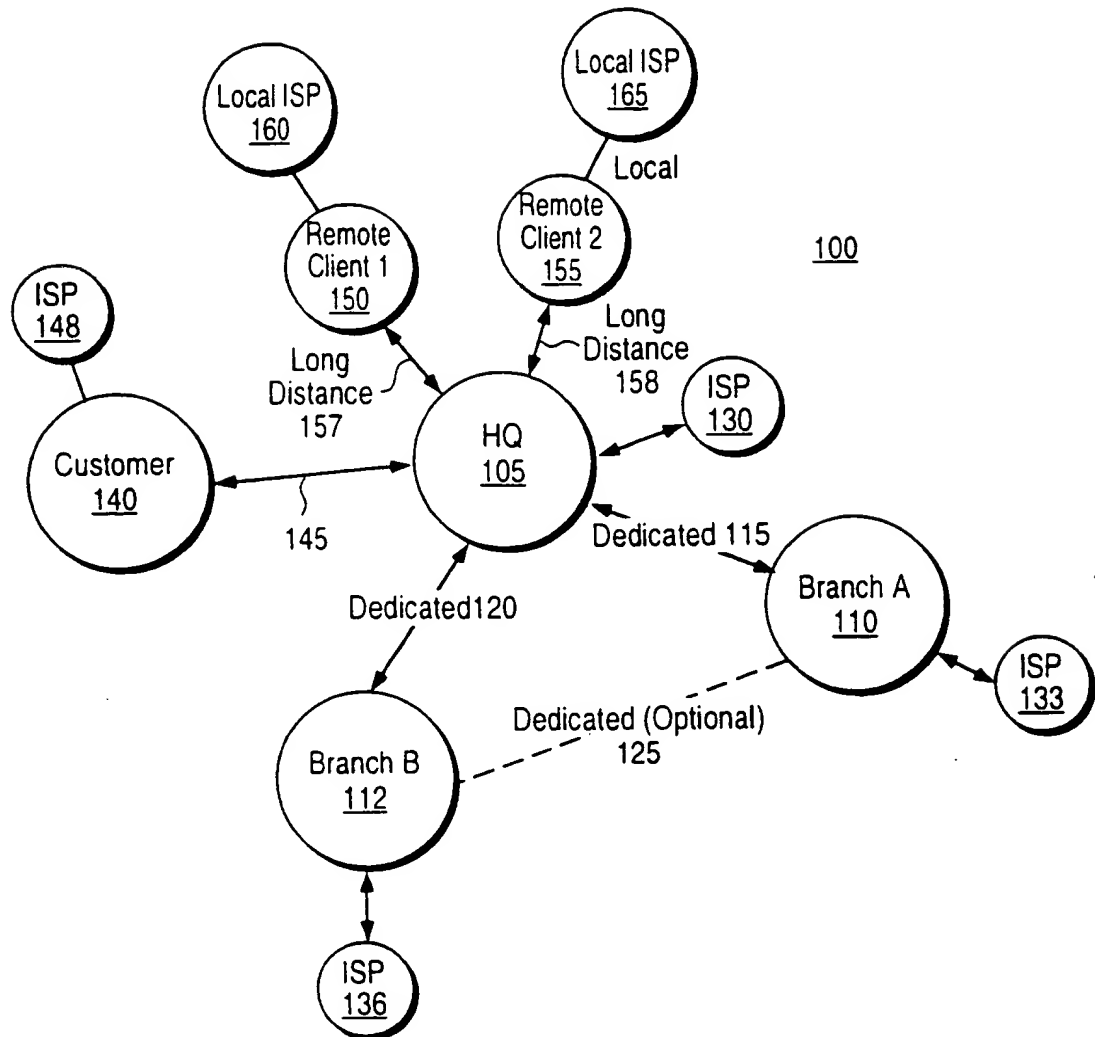 Local ISP
160
Local ISP
165
Local
Remote
Client 1
150
Remote
Client 2
155
100
ISP
148
Long
Distance
157
Long
Distance
158
ISP
130
HQ
105
Customer
140
145
Dedicated 115
Branch A
110
Dedicated120
ISP
133
Dedicated (Optional)
125
Branch B
112
ISP
136